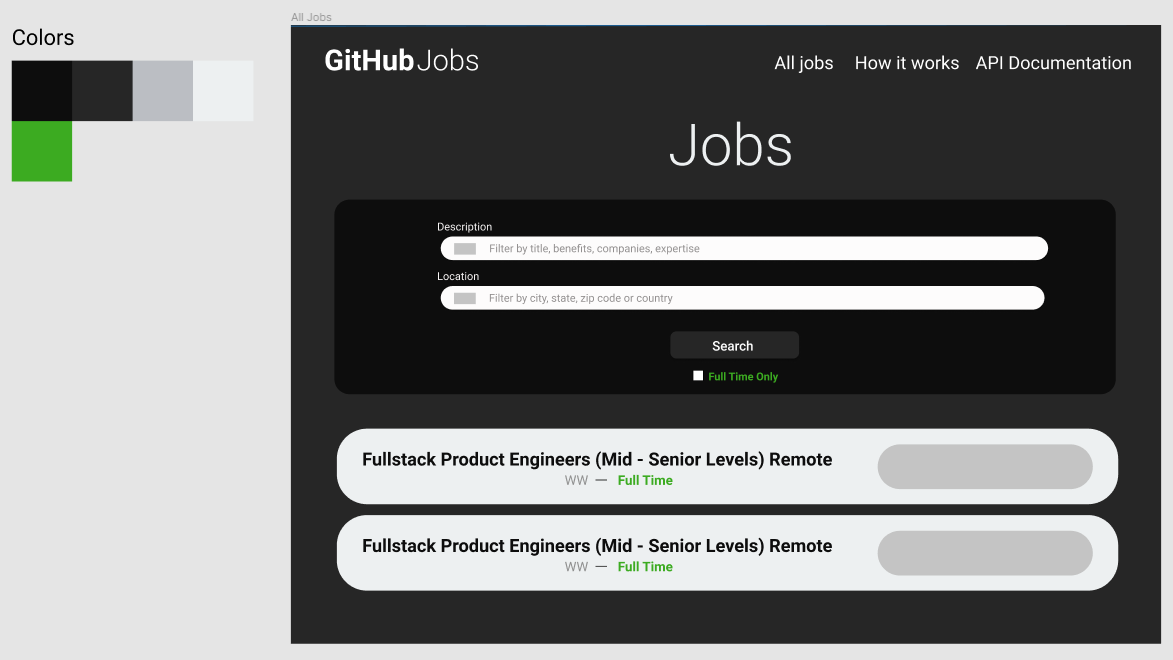 All Jobs
Colors
GitHub Jobs
All jobs How it works API Documentation
Jobs
Description
Filter by title, benefits, companies, expertise
Location
Filter by city, state, zip code or country
Search
Full Time Only
Fullstack Product Engineers (Mid - Senior Levels) Remote
WW — Full Time
Fullstack Product Engineers (Mid - Senior Levels) Remote
WW — Full Time